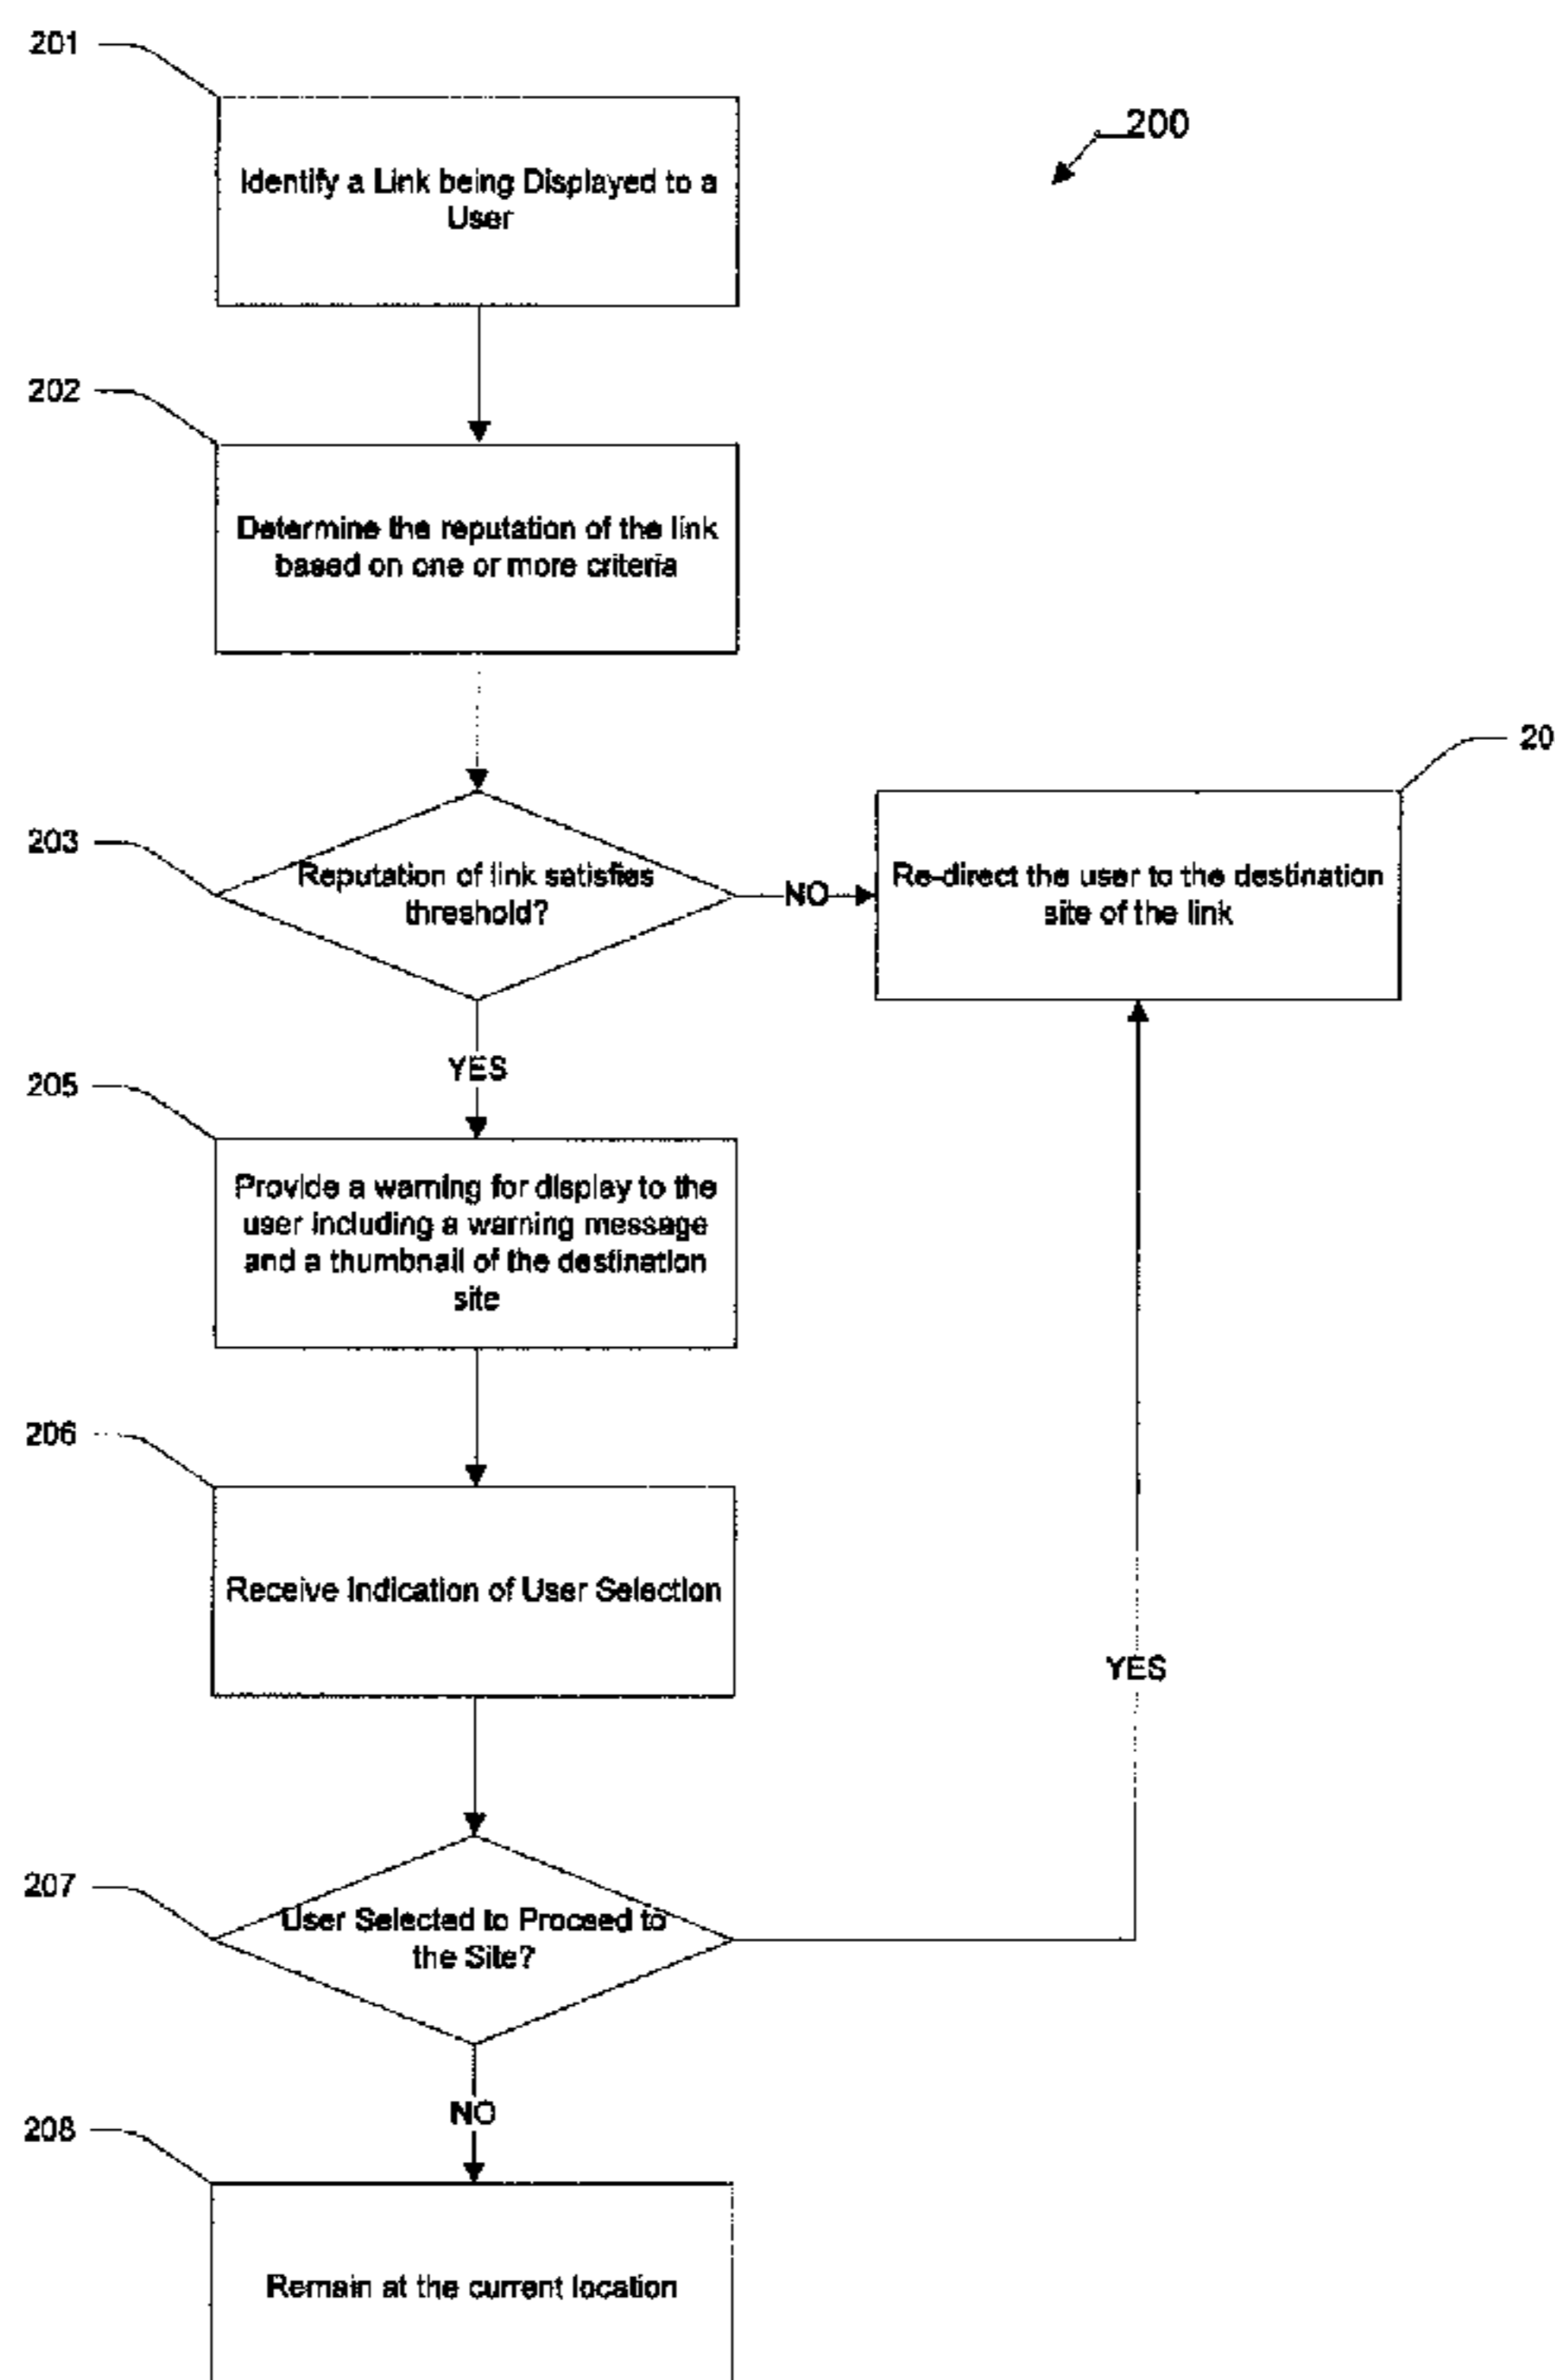 201
200
Identify a Link being Displayed to a
User
202
Determine the reputation of the link
based on one or more criteria
20
203
Reputation of link satisfies
threshold?
NO
Re-direct the user to the destination
site of the link
YES
205
Provide a warning for display to the
user including a warning message
and a thumbnail of the destination
site
206
Receive Indication of User Selection
YES
207
User Selected to Proceed to
the Site?
NO
208
Remain at the current location